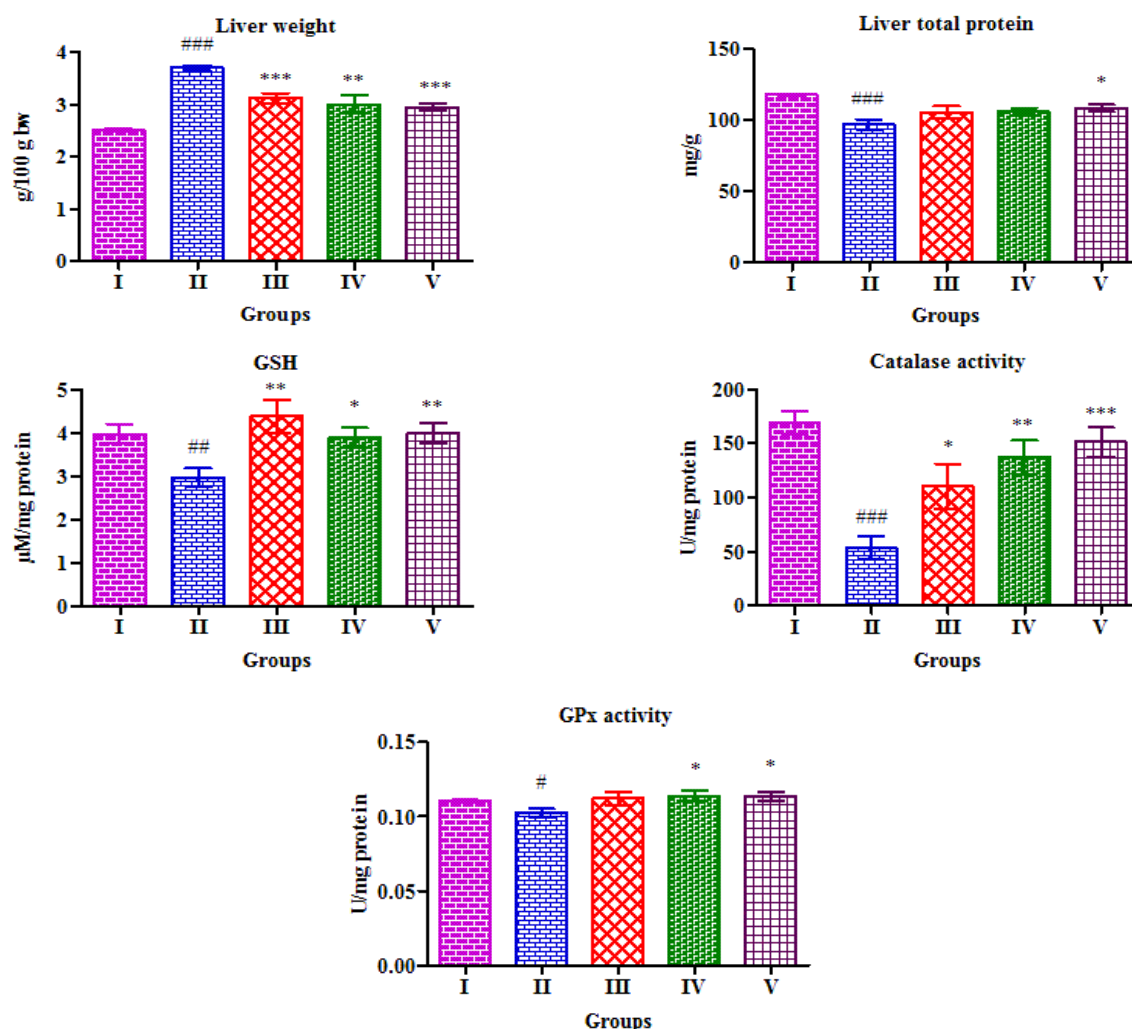 Liver weight
###
***
**
***
4
3
2
1
0
g/100 g bw
I II III IV V
Groups
Liver total protein
###
*
150
100
50
0
mg/g
I II III IV V
Groups
GSH
##
**
*
**
5
4
3
2
1
0
µM/mg protein
I II III IV V
Groups
Catalase activity
###
*
**
***
200
150
100
50
0
U/mg protein
I II III IV V
Groups
GPx activity
#
*
*
0.15
0.10
0.05
0.00
U/mg protein
I II III IV V
Groups